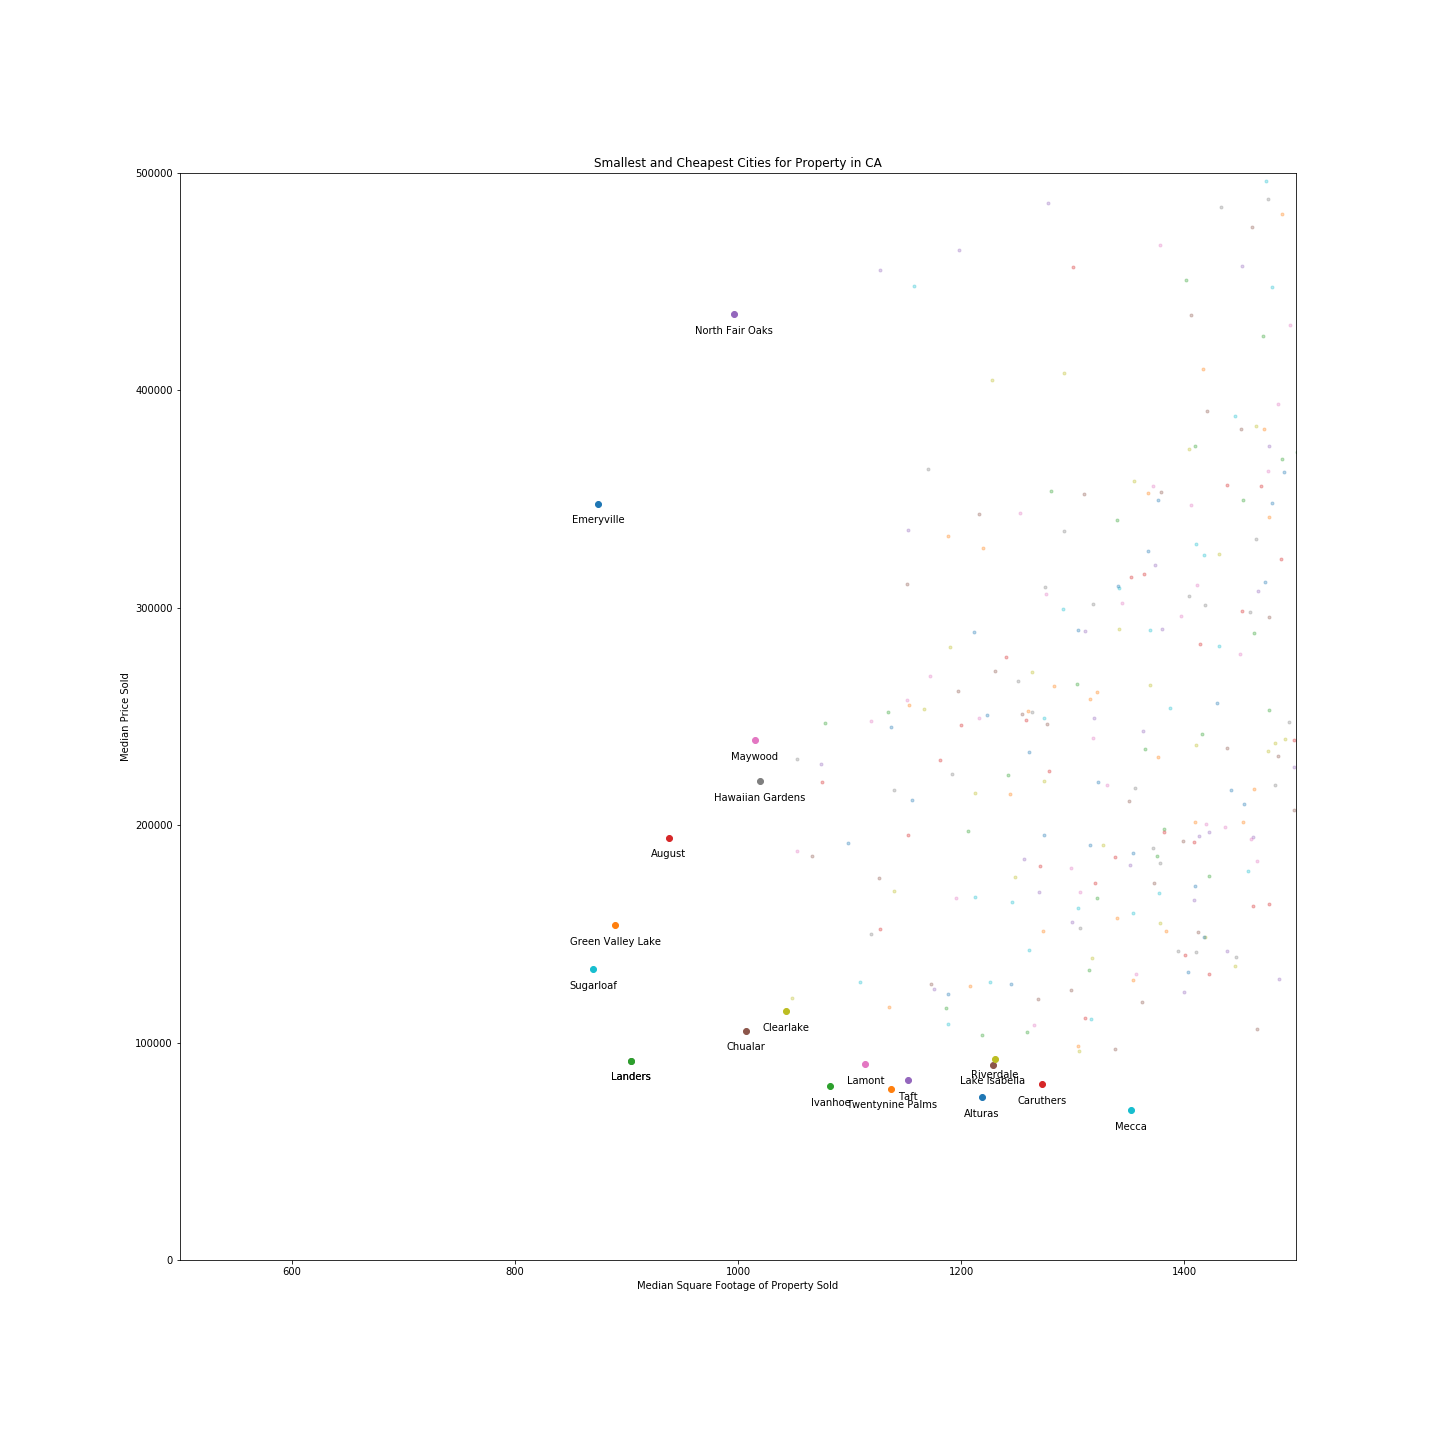 Smallest and Cheapest Cities for Property in CA
500000
400000
300000
200000
100000
0
Median Price Sold
North Fair Oaks
Emeryville
Maywood
Hawaiian Gardens
August
Green Valley Lake
Sugarloaf
Clearlake
Chualar
Landers
Lamont
Riverdale
Lake Isabella
Taft
Ivanhoe
Twentynine Palms
Caruthers
Alturas
Mecca
600
800
1000
1200
1400
Median Square Footage of Property Sold